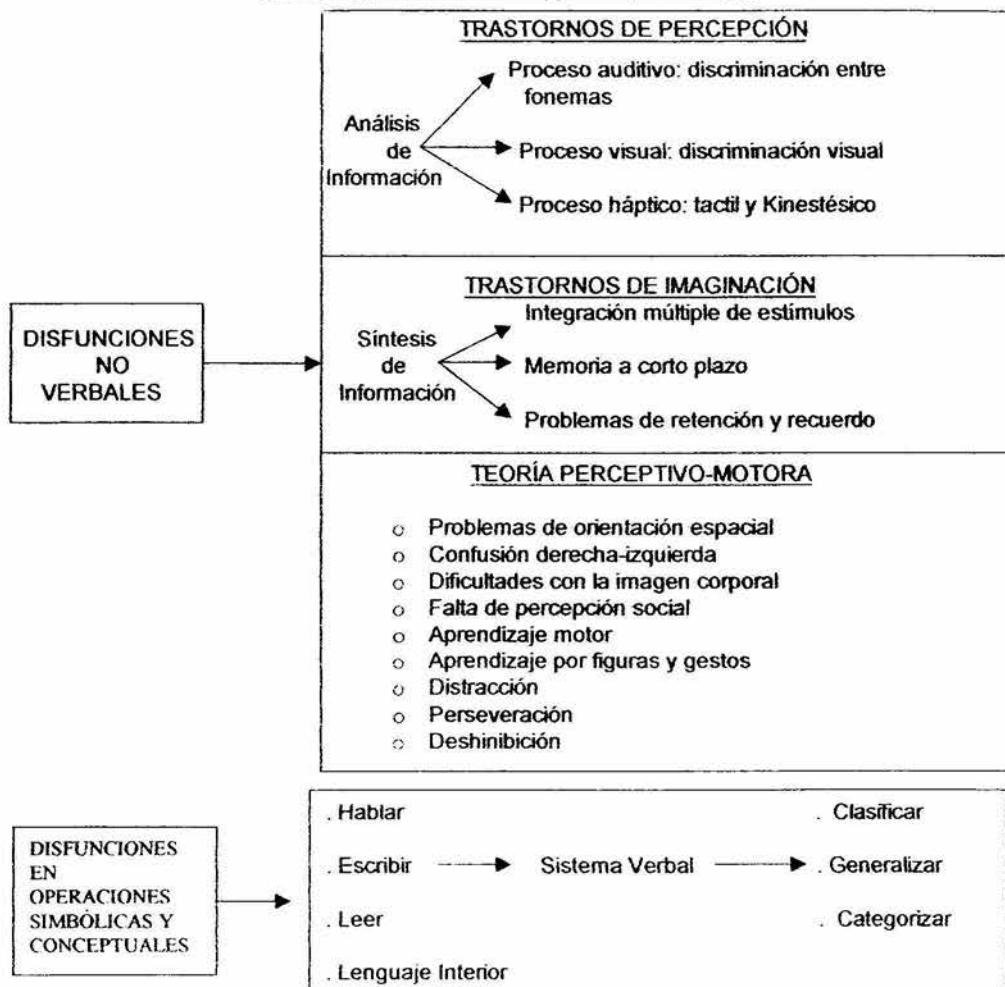 TRASTORNOS DE PERCEPCIÓN
Proceso auditivo: discriminación entre
fonemas
Análisis
de
Información
Proceso visual: discriminación visual
Proceso háptico: tactil y Kinestésico
TRASTORNOS DE IMAGINACIÓN
Integración múltiple de estímulos
Síntesis
de
Información
Memoria a corto plazo
Problemas de retención y recuerdo
DISFUNCIONES
NO
VERBALES
TEORÍA PERCEPTIVO-MOTORA
o Problemas de orientación espacial
o Confusión derecha-izquierda
o Dificultades con la imagen corporal
o Falta de percepción social
o Aprendizaje motor
o Aprendizaje por figuras y gestos
o Distracción
o Perseveración
o Deshinibición
DISFUNCIONES
EN
OPERACIONES
SIMBÓLICAS Y
CONCEPTUALES
. Hablar
. Escribir
. Leer
. Lenguaje Interior
Sistema Verbal
. Clasificar
. Generalizar
. Categorizar